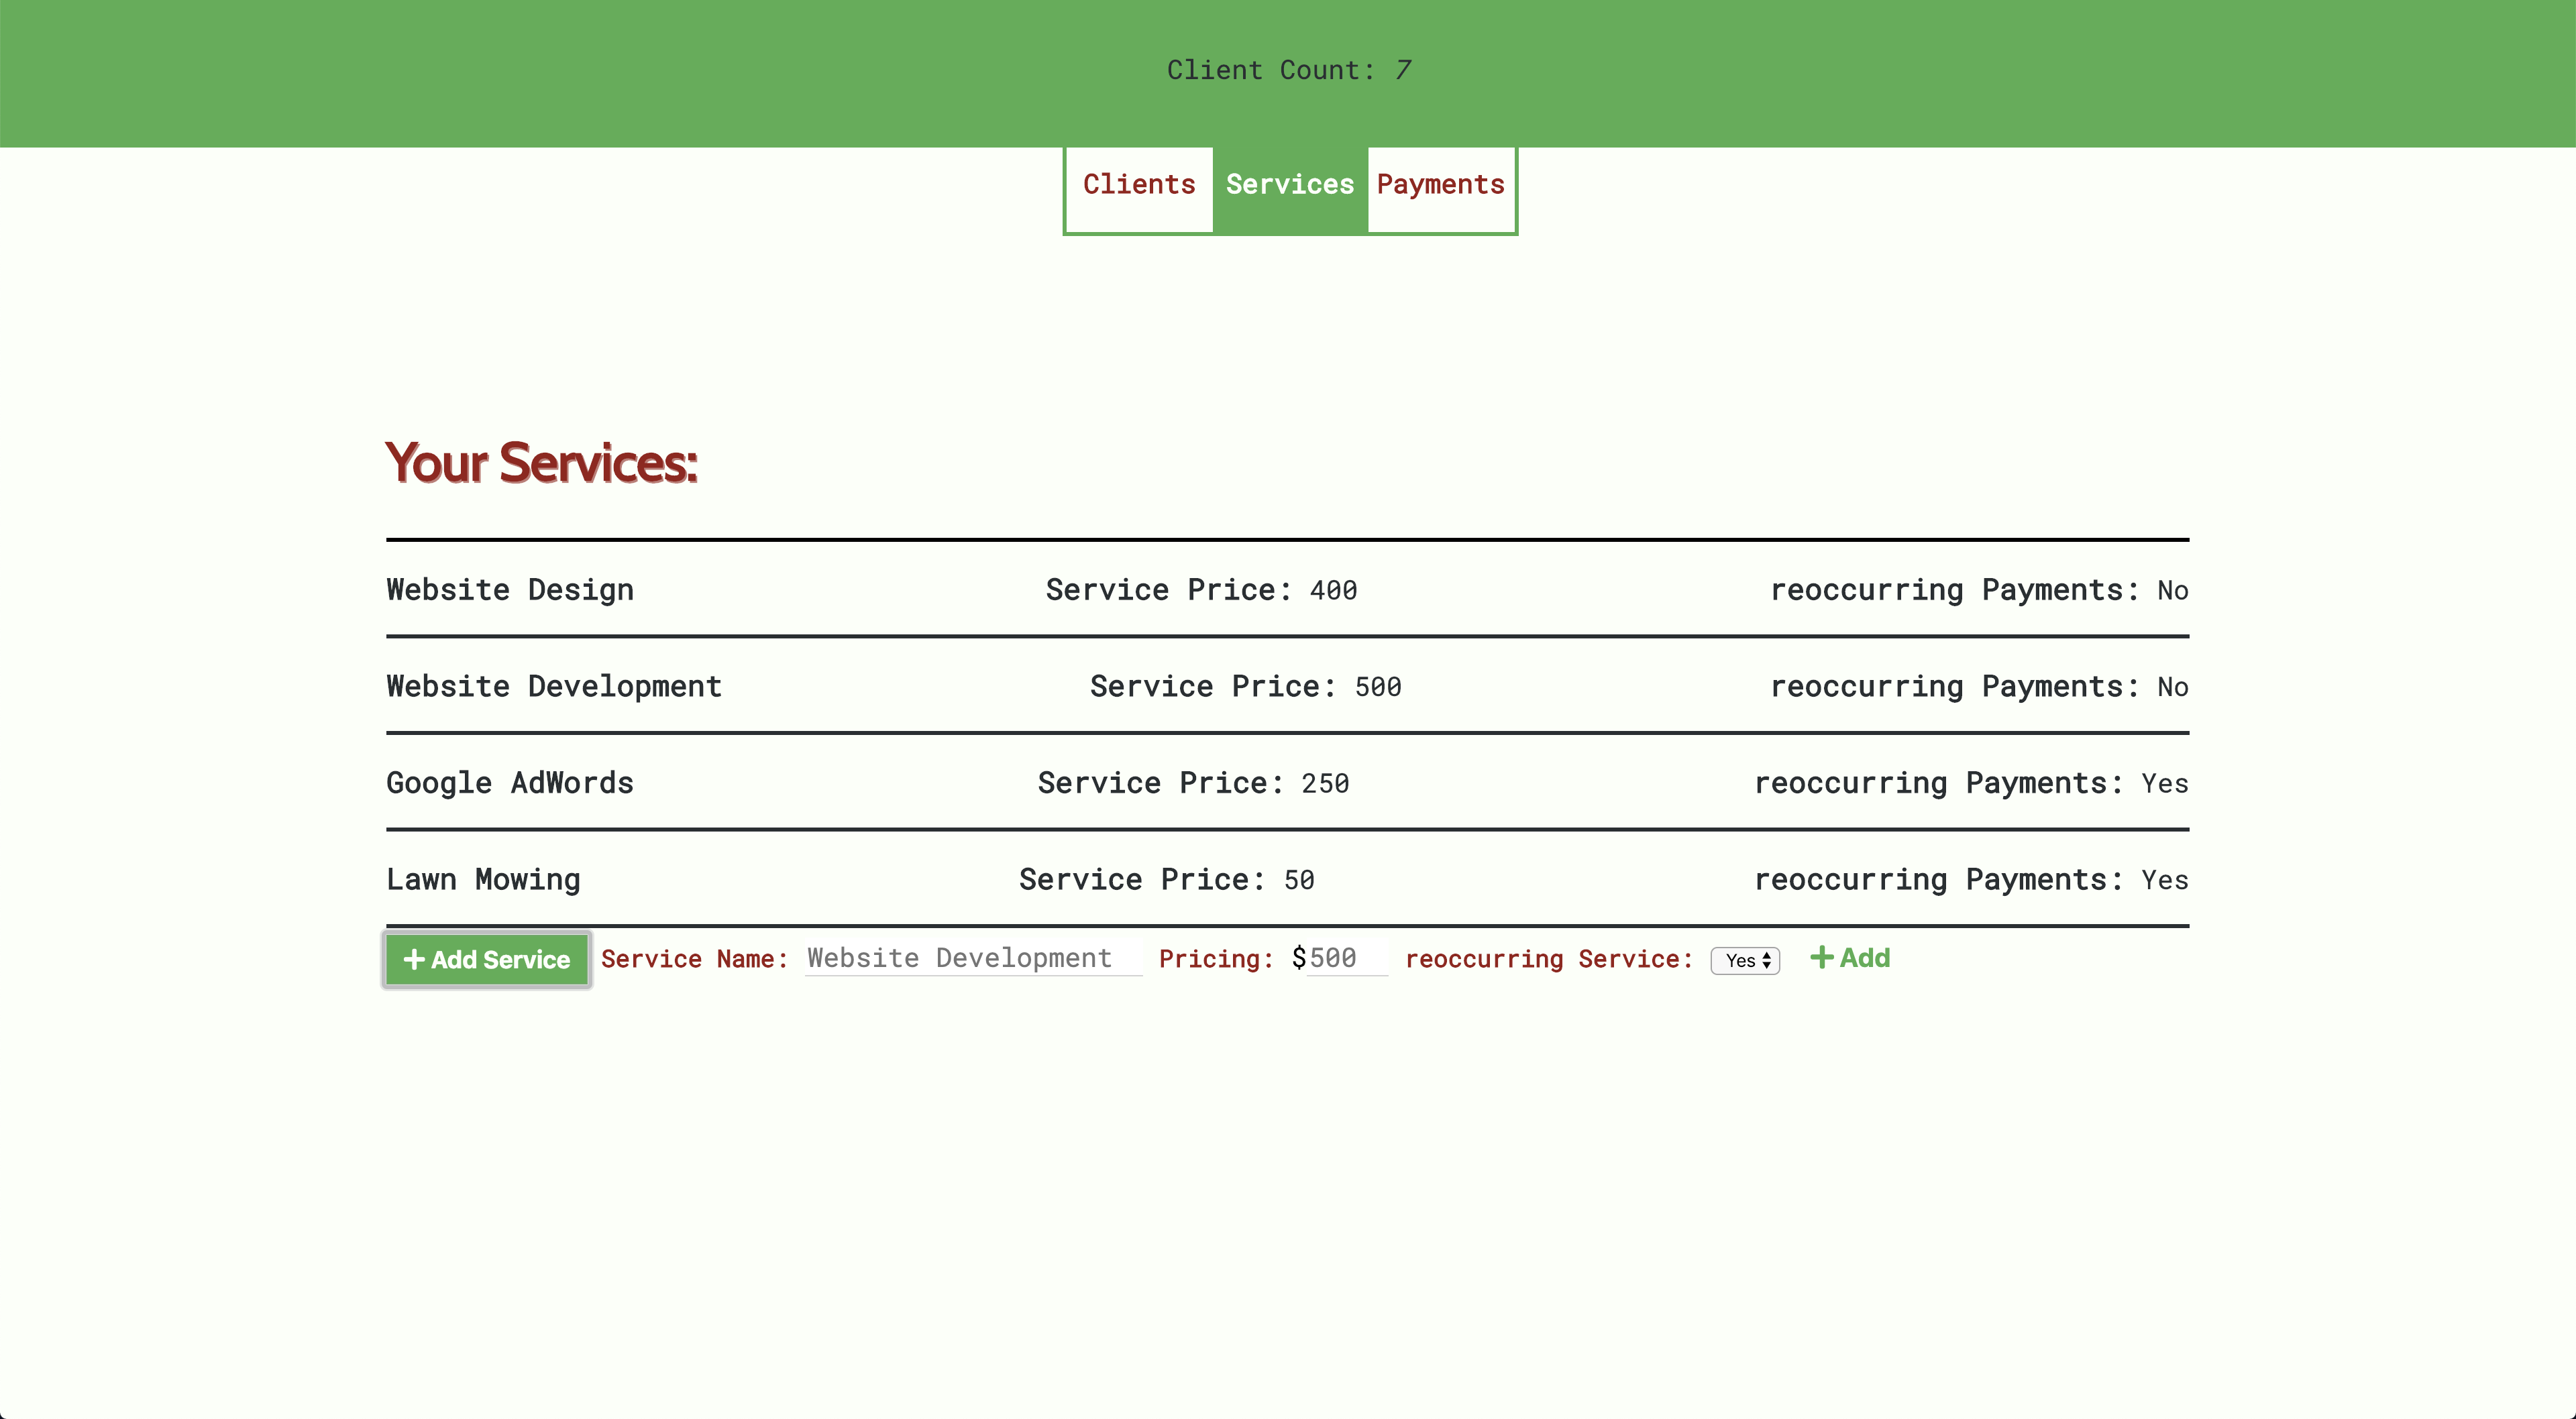 Client Count: 7
Clients Services Payments
Your Services:
Website Design Service Price: 400 reoccurring Payments: No
Website Development Service Price: 500 reoccurring Payments: No
Google AdWords Service Price: 250 reoccurring Payments: Yes
Lawn Mowing Service Price: 50 reoccurring Payments: Yes
+ Add Service Service Name: Website Development Pricing: $500 reoccurring Service: Yes + Add